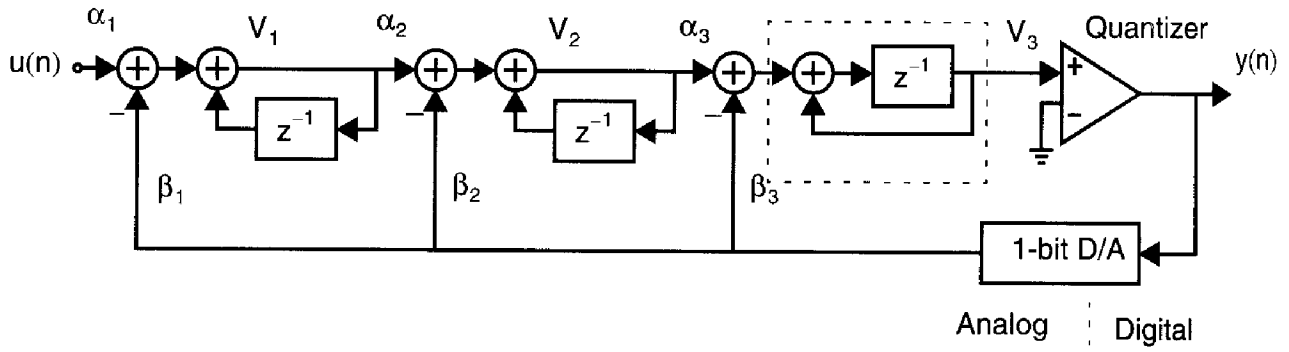 α₁ V₁ α₂ V₂ α₃ V₃ Quantizer
u(n) + + + + + + + − y(n)
− z⁻¹ − z⁻¹ − z⁻¹
β₁ β₂ β₃
1-bit D/A
Analog Digital